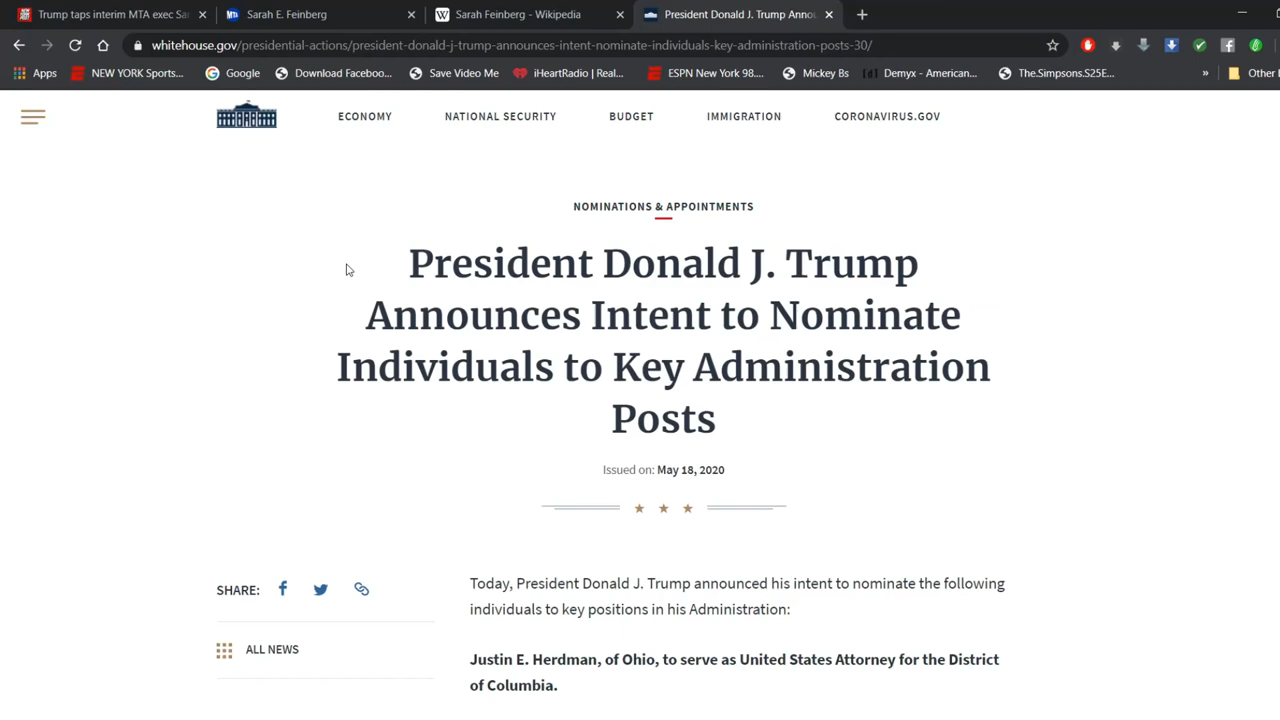 Trump taps interim MTA exec Sar
Sarah E. Feinberg
Sarah Feinberg - Wikipedia
President Donald J. Trump Annou
whitehouse.gov/presidential-actions/president-donald-j-trump-announces-intent-nominate-individuals-key-administration-posts-30/
Apps
NEW YORK Sports...
Google
Download Faceboo...
Save Video Me
iHeartRadio | Real...
ESPN New York 98....
Mickey Bs
Demyx - American...
The.Simpsons.S25E...
Other
ECONOMY
NATIONAL SECURITY
BUDGET
IMMIGRATION
CORONAVIRUS.GOV
NOMINATIONS & APPOINTMENTS
President Donald J. Trump
Announces Intent to Nominate
Individuals to Key Administration
Posts
Issued on: May 18, 2020
SHARE:
ALL NEWS
Today, President Donald J. Trump announced his intent to nominate the following
individuals to key positions in his Administration:
Justin E. Herdman, of Ohio, to serve as United States Attorney for the District
of Columbia.